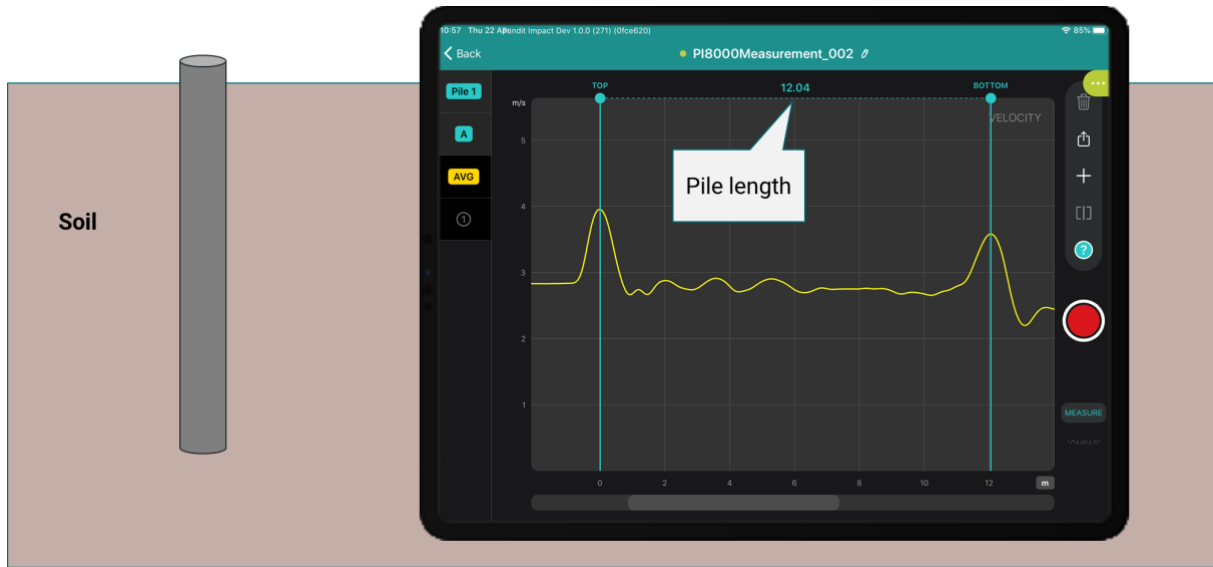 10:57 Thu 22 Apr
Pundit Impact Dev 1.0.0 (271) (0fce620)
85%
Back
PI8000Measurement_002
Pile 1
TOP
12.04
BOTTOM
m/s
VELOCITY
A
5
AVG
Pile length
4
1
Soil
3
2
1
MEASURE
0
2
4
6
8
10
12
m